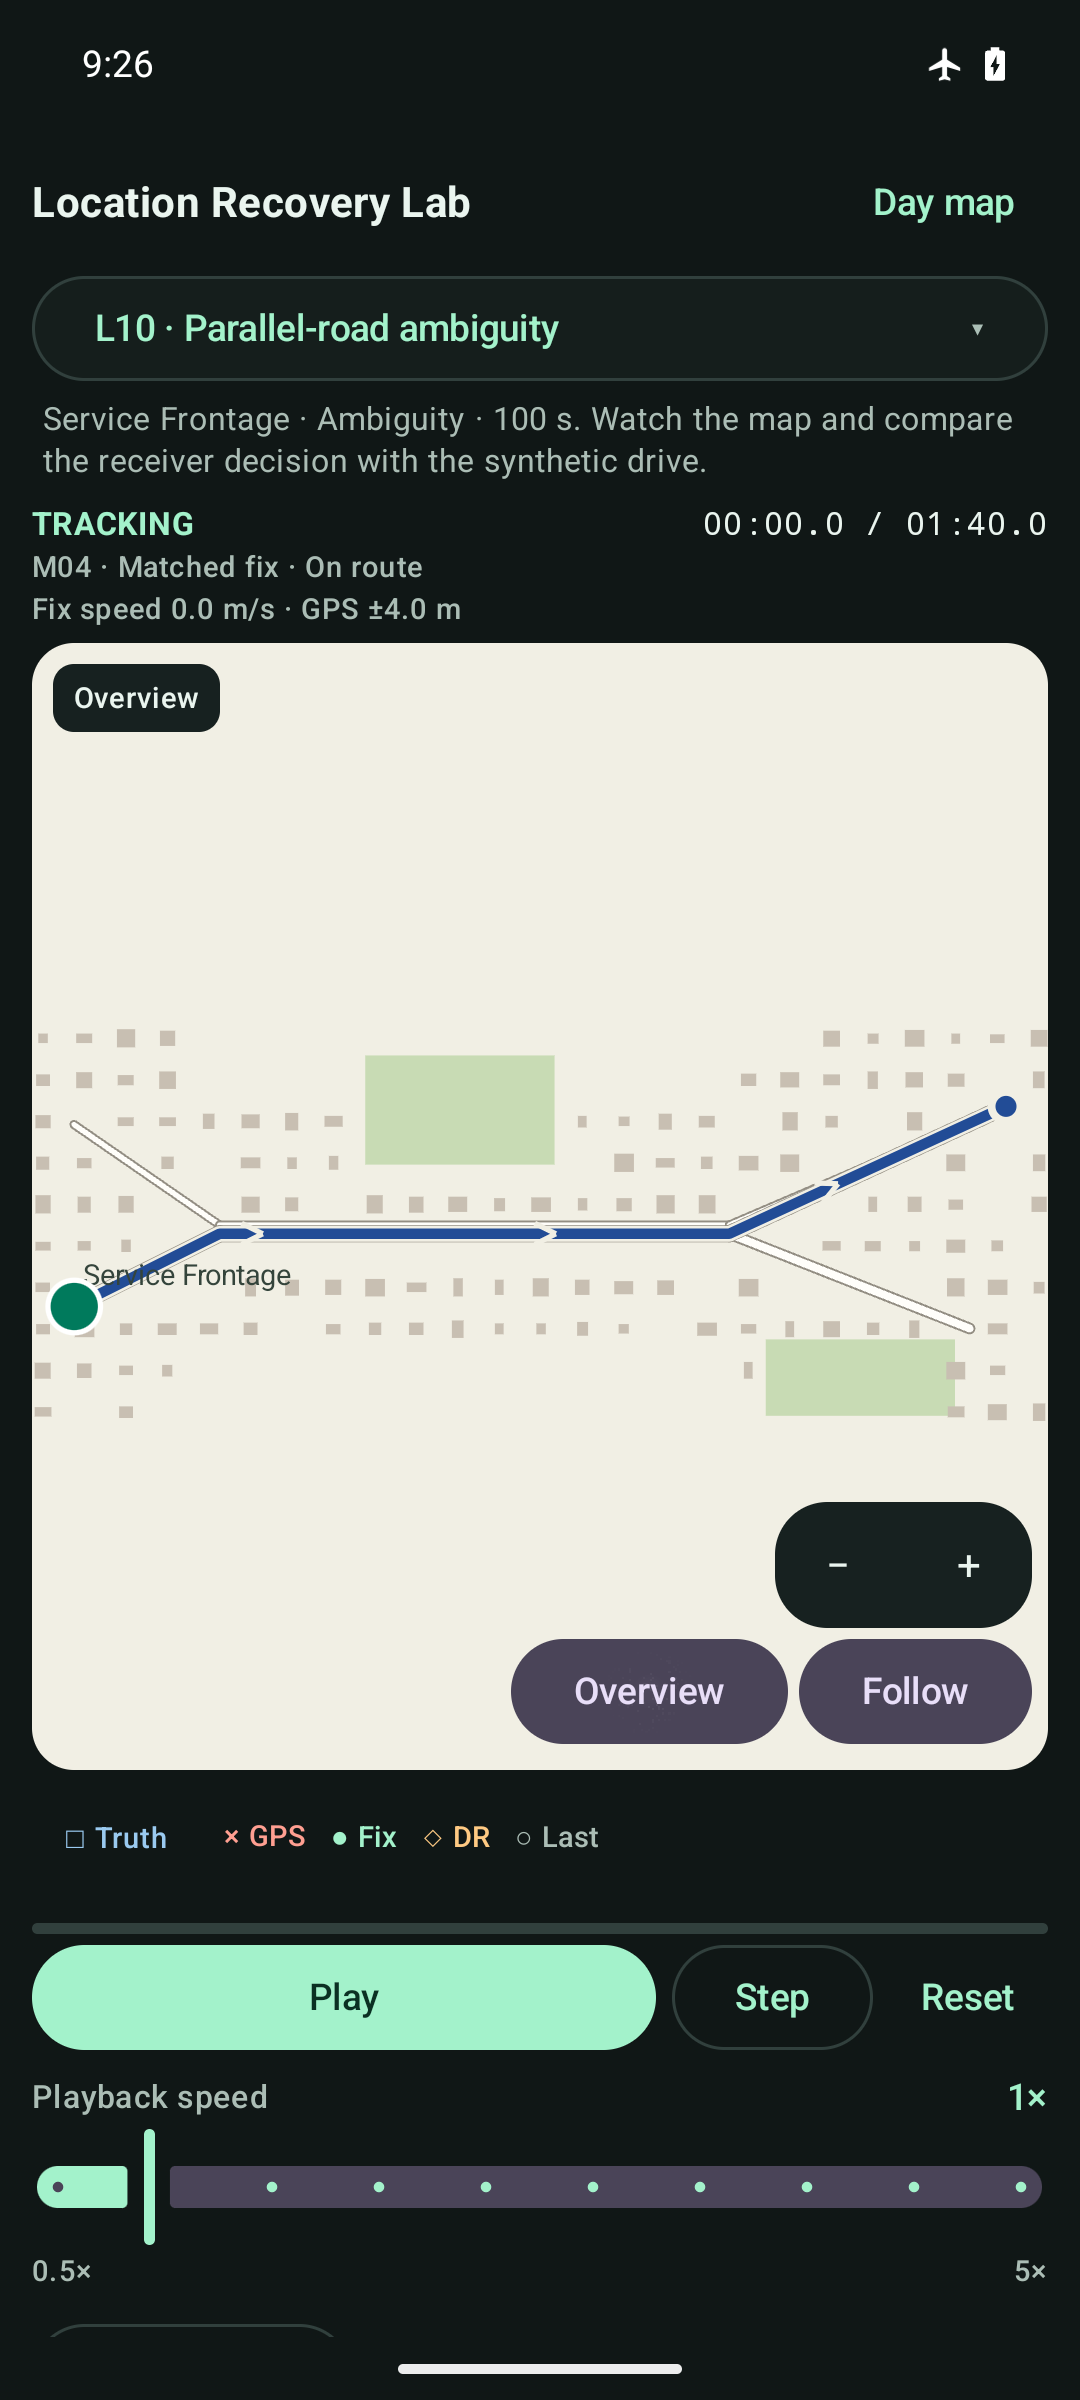 9:26
Location Recovery Lab
Day map
L10 · Parallel-road ambiguity
Service Frontage · Ambiguity · 100 s. Watch the map and compare
the receiver decision with the synthetic drive.
TRACKING
00:00.0 / 01:40.0
M04 · Matched fix · On route
Fix speed 0.0 m/s · GPS ±4.0 m
Overview
Service Frontage
− +
Overview
Follow
□ Truth × GPS ● Fix ◇ DR ○ Last
Play
Step
Reset
Playback speed
1×
0.5×
5×